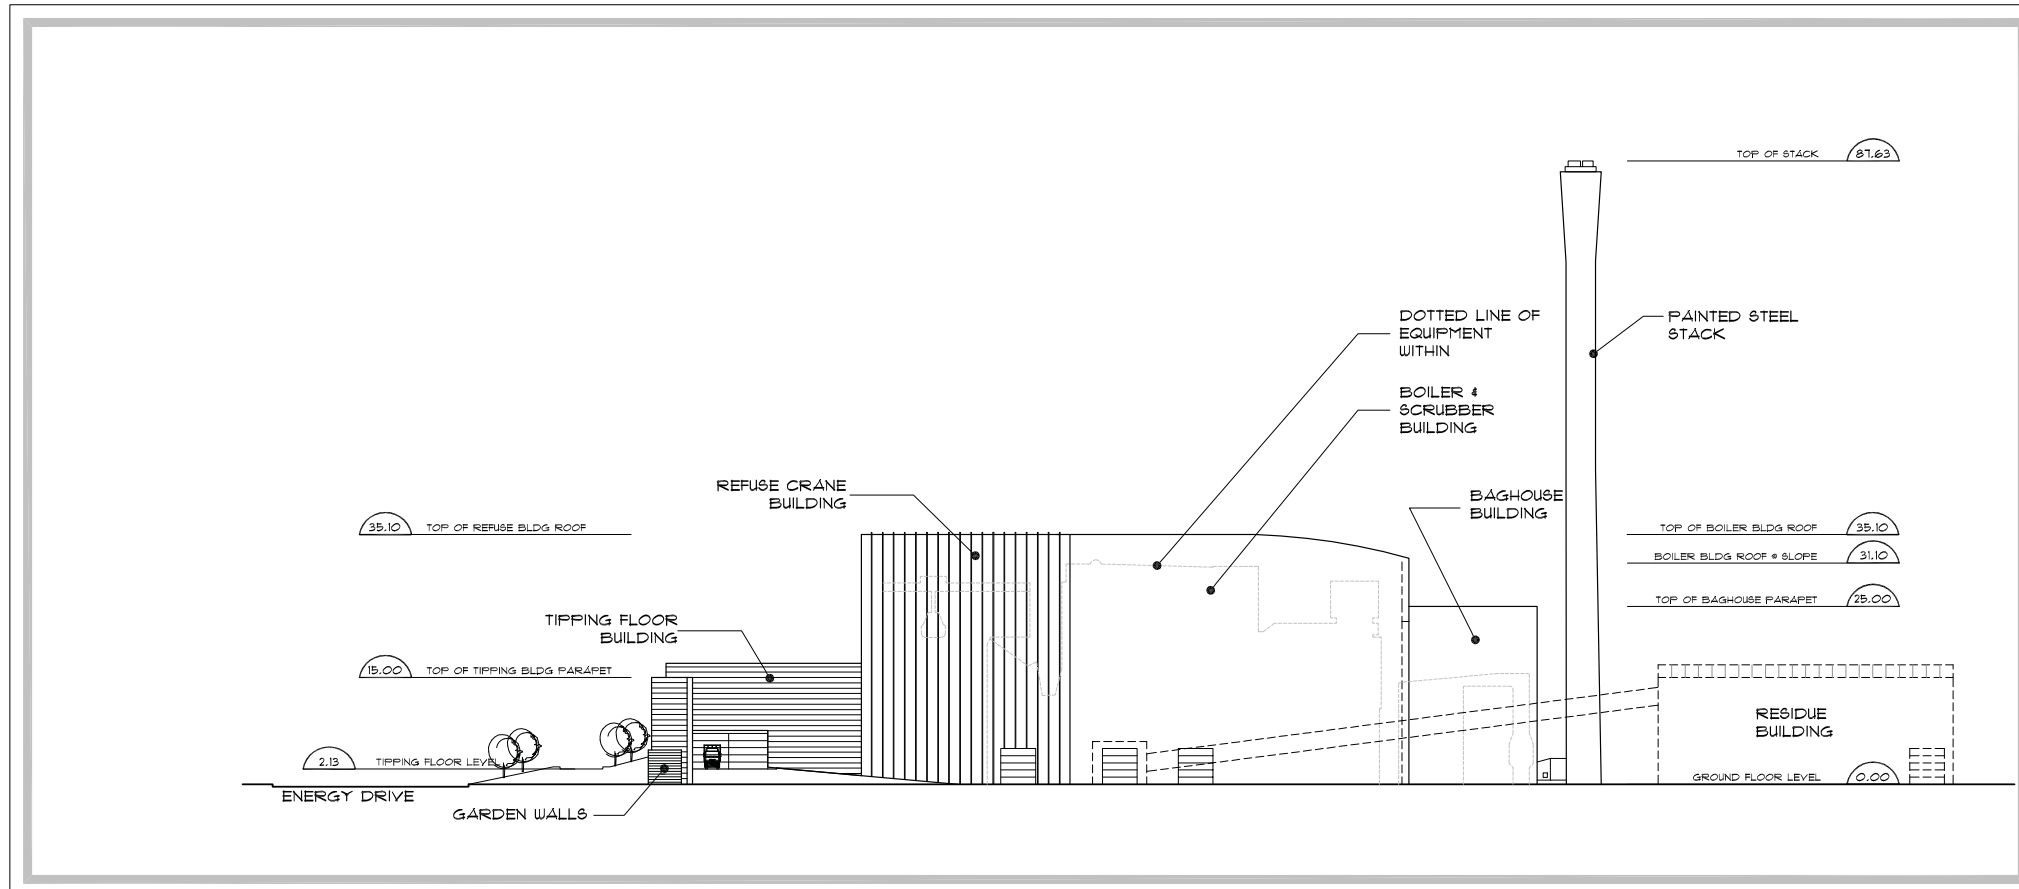 TOP OF STACK 87.63
DOTTED LINE OF
EQUIPMENT
WITHIN
PAINTED STEEL
STACK
BOILER &
SCRUBBER
BUILDING
REFUSE CRANE
BUILDING
BAGHOUSE
BUILDING
35.10 TOP OF REFUSE BLDG ROOF
TOP OF BOILER BLDG ROOF 35.10
BOILER BLDG ROOF @ SLOPE 31.10
TOP OF BAGHOUSE PARAPET 25.00
TIPPING FLOOR
BUILDING
15.00 TOP OF TIPPING BLDG PARAPET
RESIDUE
BUILDING
2.13 TIPPING FLOOR LEVEL
GROUND FLOOR LEVEL 0.00
ENERGY DRIVE
GARDEN WALLS